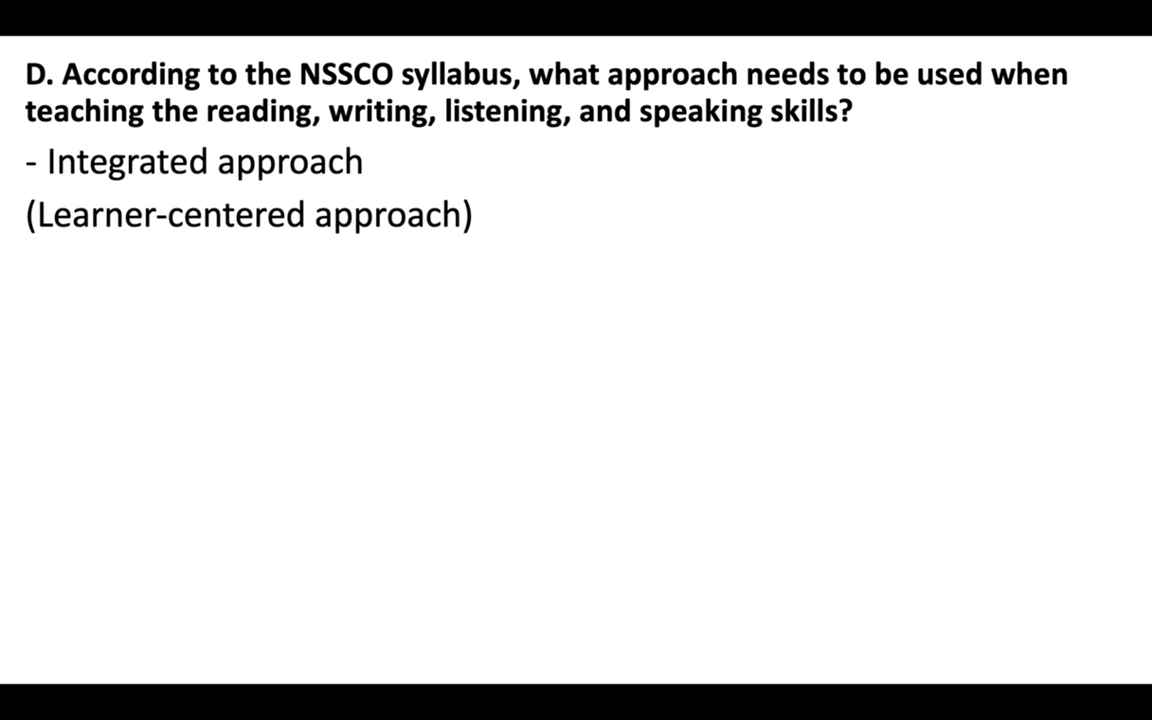 D. According to the NSSCO syllabus, what approach needs to be used when
teaching the reading, writing, listening, and speaking skills?
- Integrated approach
(Learner-centered approach)